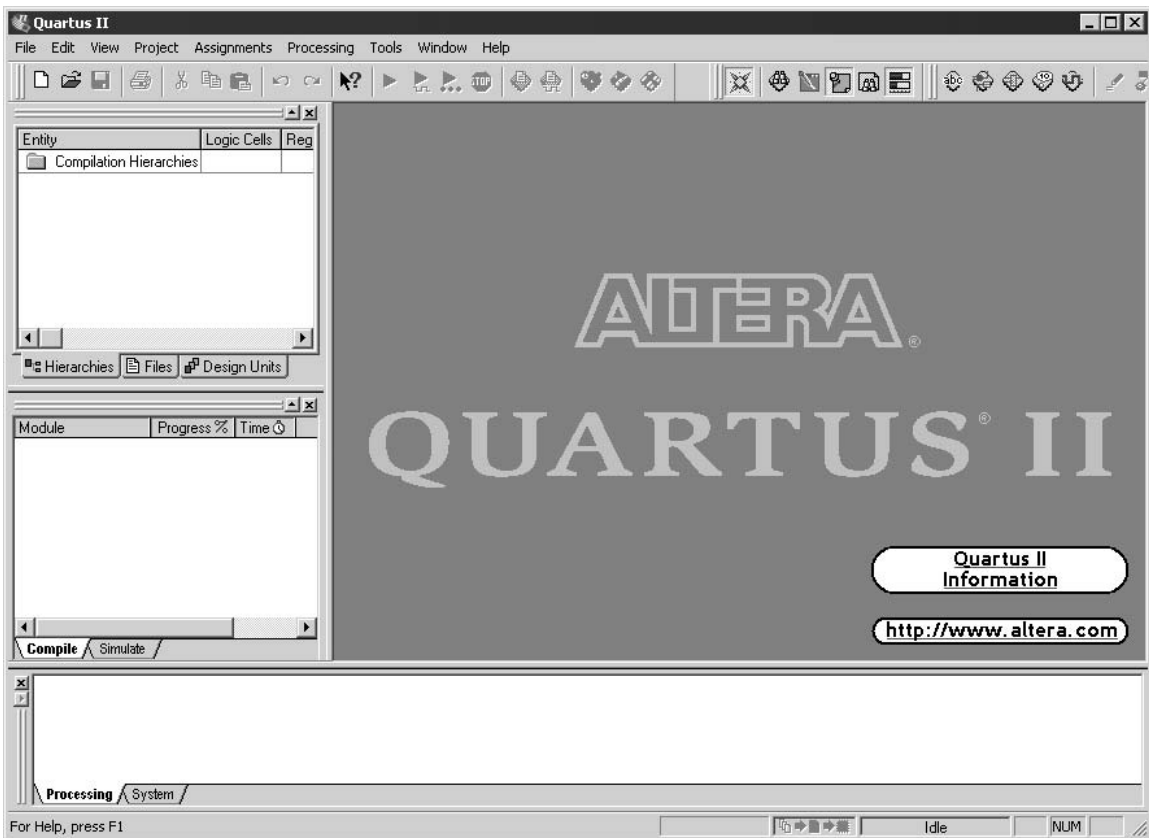 Quartus II
File Edit View Project Assignments Processing Tools Window Help
Entity Logic Cells Reg
Compilation Hierarchies
Hierarchies Files Design Units
Module Progress % Time
Compile Simulate
ALTERA ®
QUARTUS® II
Quartus II
Information
http://www.altera.com
Processing System
For Help, press F1 Idle NUM